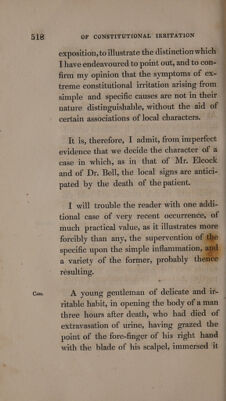 518 OF CONSTITUTIONAL IRRITATION
exposition, to illustrate the distinction which
I have endeavoured to point out, and to con-
firm my opinion that the symptoms of ex-
treme constitutional irritation arising from
simple and specific causes are not in their
nature distinguishable, without the aid of
certain associations of local characters.
It is, therefore, I admit, from imperfect
evidence that we decide the character of a
case in which, as in that of Mr. Elcock
and of Dr. Bell, the local signs are antici-
pated by the death of the patient.
I will trouble the reader with one addi-
tional case of very recent occurrence, of
much practical value, as it illustrates more
forcibly than any, the supervention of the
specific upon the simple inflammation, and
a variety of the former, probably thence
resulting.
Case. A young gentleman of delicate and ir-
ritable habit, in opening the body of a man
three hours after death, who had died of
extravasation of urine, having grazed the
point of the fore-finger of his right hand
with the blade of his scalpel, immersed it